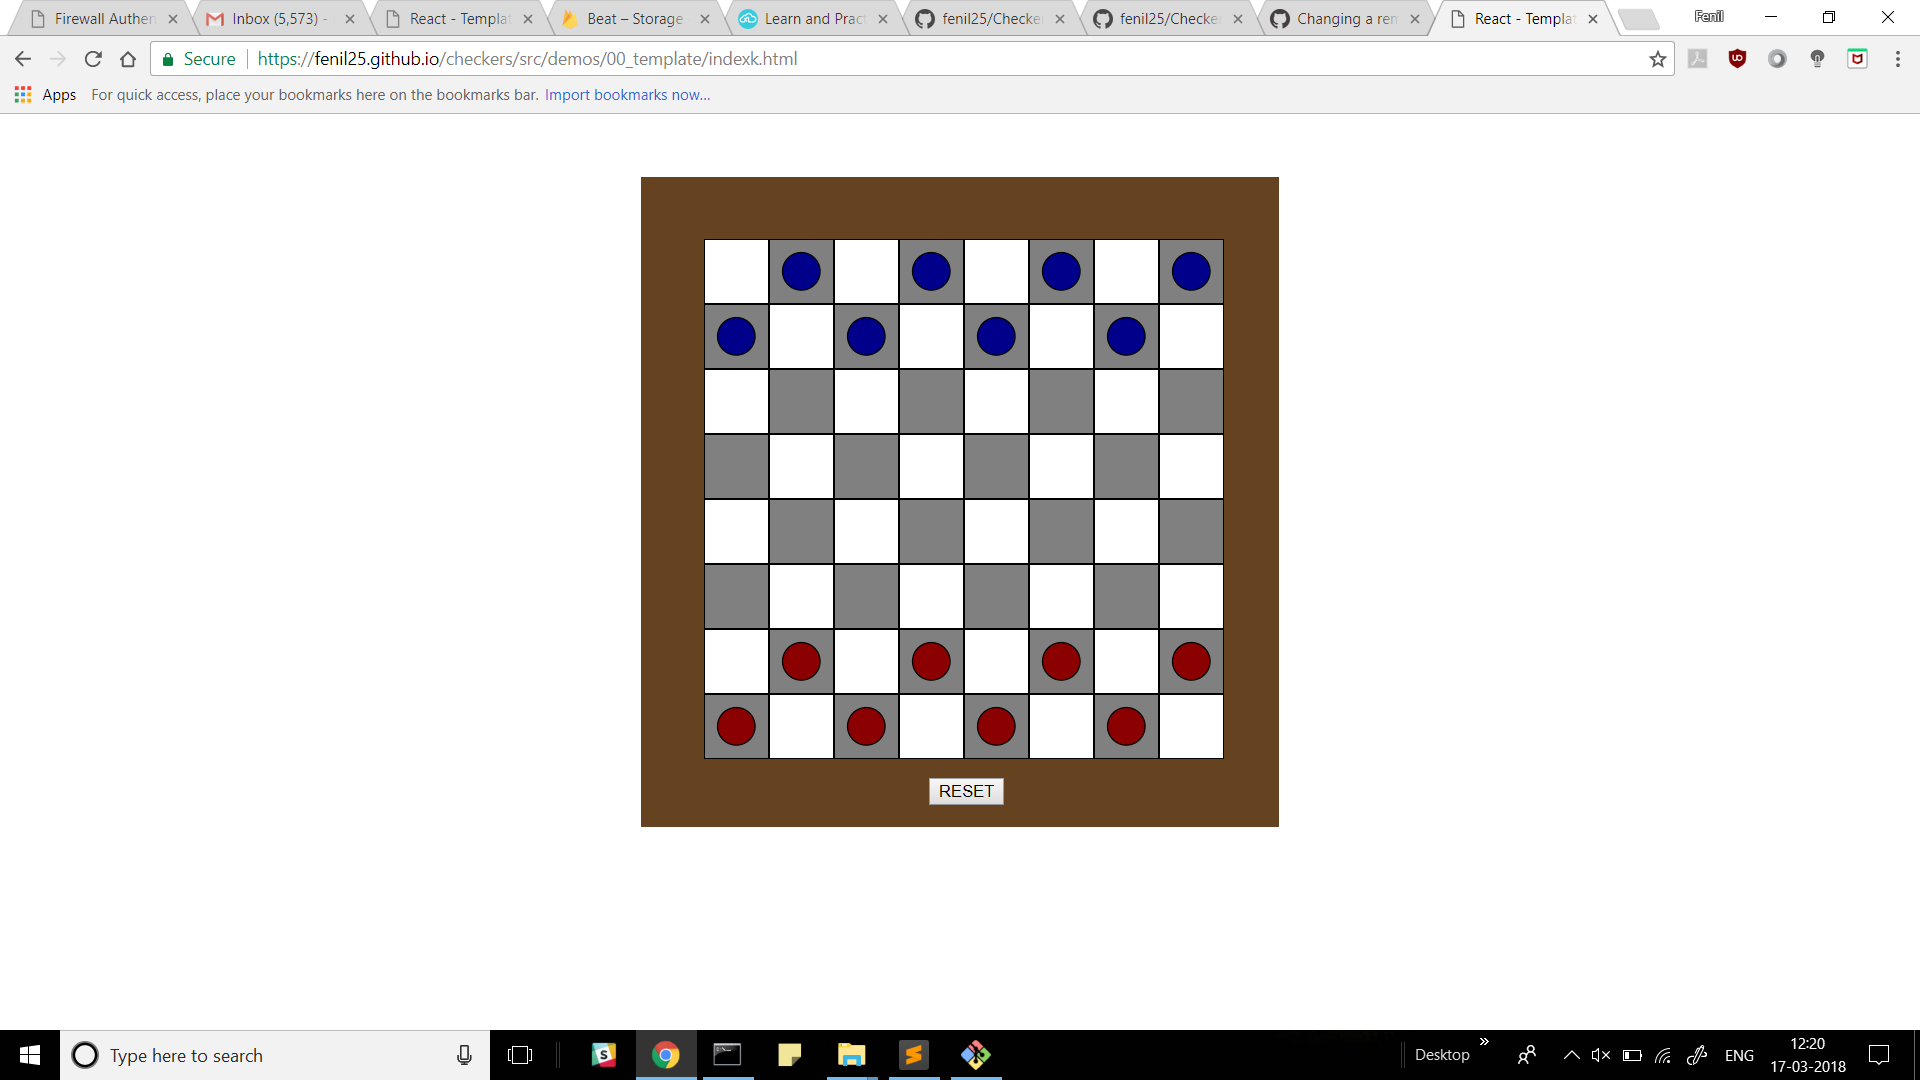 Firewall Authen
Inbox (5,573) -
React - Templat
Beat – Storage
Learn and Pract
fenil25/Checke
fenil25/Checke
Changing a rem
React - Templat
Fenil
Secure
https://fenil25.github.io/checkers/src/demos/00_template/indexk.html
Apps
For quick access, place your bookmarks here on the bookmarks bar. Import bookmarks now...
RESET
Type here to search
Desktop
ENG
12:20
17-03-2018